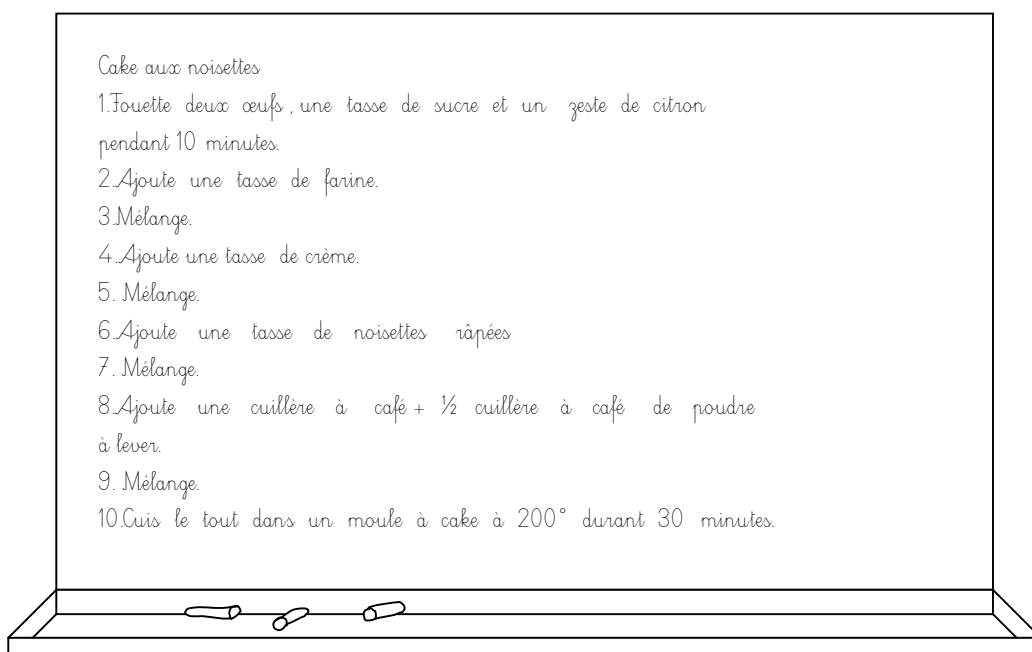 Cake aux noisettes
1.Fouette deux œufs , une tasse de sucre et un zeste de citron
pendant 10 minutes.
2.Ajoute une tasse de farine.
3.Mélange.
4.Ajoute une tasse de crème.
5. Mélange.
6.Ajoute une tasse de noisettes râpées
7. Mélange.
8.Ajoute une cuillère à café + ½ cuillère à café de poudre
à lever.
9. Mélange.
10.Cuis le tout dans un moule à cake à 200° durant 30 minutes.